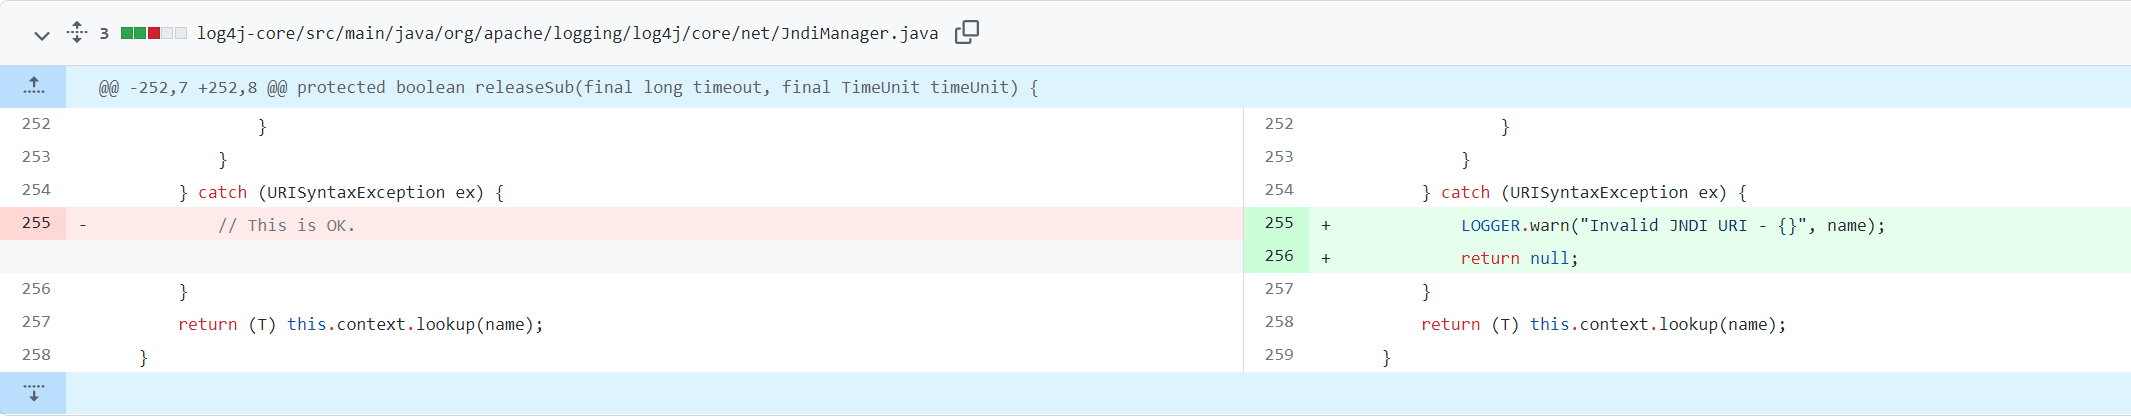 3 log4j-core/src/main/java/org/apache/logging/log4j/core/net/JndiManager.java
@@ -252,7 +252,8 @@ protected boolean releaseSub(final long timeout, final TimeUnit timeUnit) {
252 } 252 }
253 } 253 }
254 } catch (URISyntaxException ex) { 254 } catch (URISyntaxException ex) {
255 - // This is OK. 255 + LOGGER.warn("Invalid JNDI URI - {}", name);
256 + return null;
256 } 257 }
257 return (T) this.context.lookup(name); 258 return (T) this.context.lookup(name);
258 } 259 }